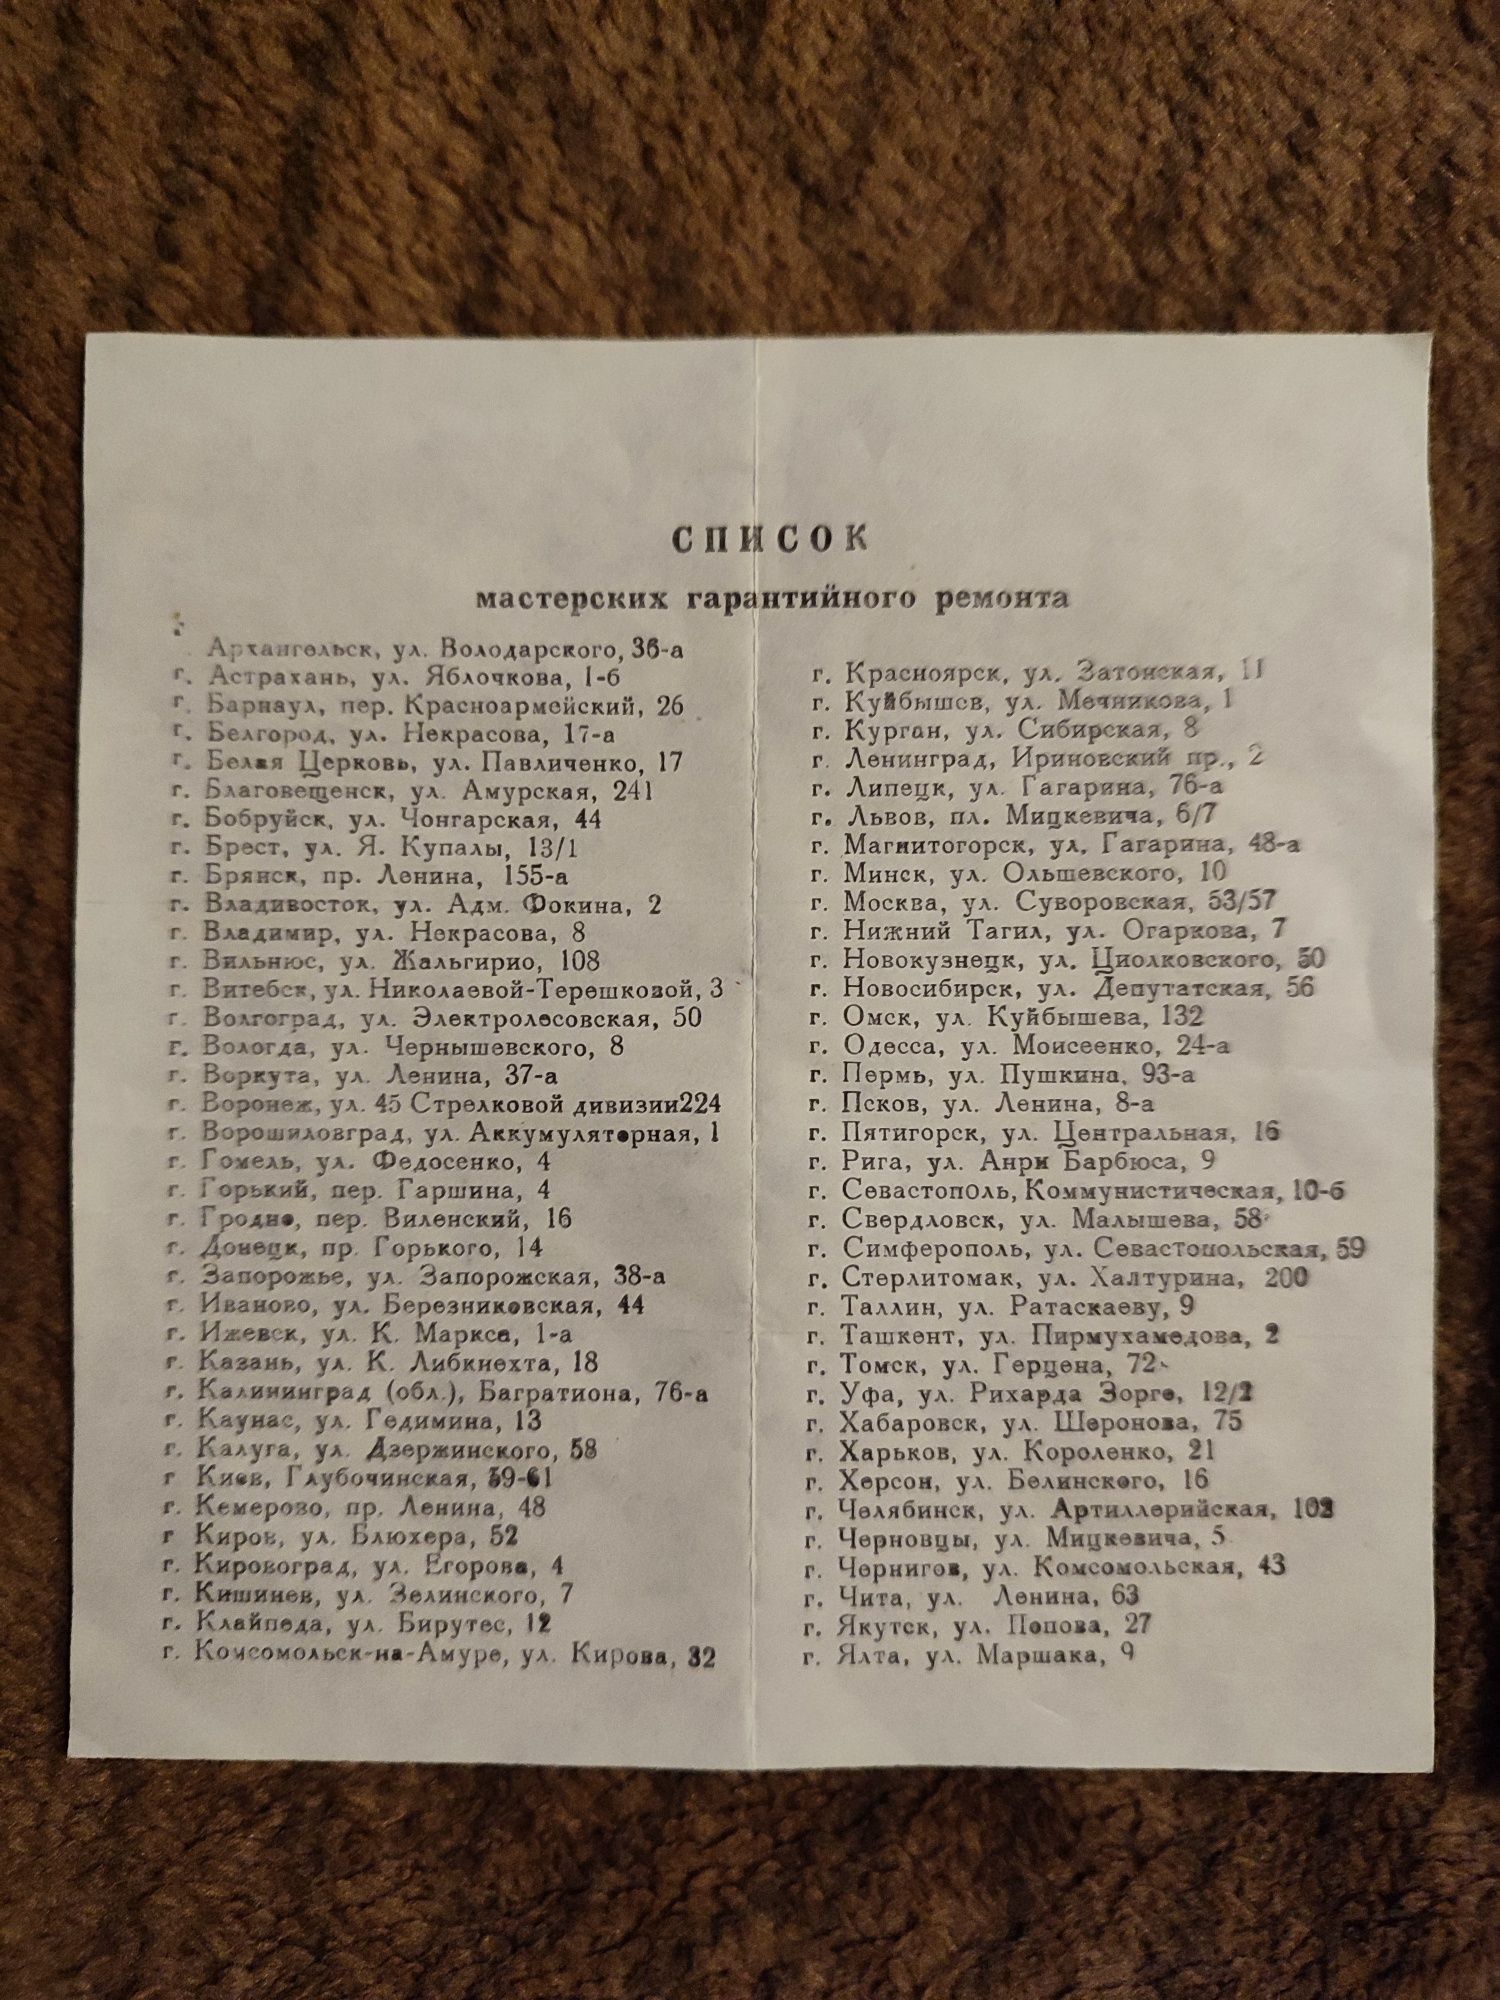 СПИСОК
мастерских гарантийного ремонта
Архангельск, ул. Володарского, 36-а
г. Астрахань, ул. Яблочкова, 1-б
г. Барнаул, пер. Красноармейский, 26
г. Белгород, ул. Некрасова, 17-а
г. Белая Церковь, ул. Павличенко, 17
г. Благовещенск, ул. Амурская, 241
г. Бобруйск, ул. Чонгарская, 44
г. Брест, ул. Я. Купалы, 13/1
г. Брянск, пр. Ленина, 155-а
г. Владивосток, ул. Адм. Фокина, 2
г. Владимир, ул. Некрасова, 8
г. Вильнюс, ул. Жальгирио, 108
г. Витебск, ул. Николаевой-Терешковой, 3
г. Волгоград, ул. Электролесовская, 50
г. Вологда, ул. Чернышевского, 8
г. Воркута, ул. Ленина, 37-а
г. Воронеж, ул. 45 Стрелковой дивизии224
г. Ворошиловград, ул. Аккумуляторная, 1
г. Гомель, ул. Федосенко, 4
г. Горький, пер. Гаршина, 4
г. Гродно, пер. Виленский, 16
г. Донецк, пр. Горького, 14
г. Запорожье, ул. Запорожская, 38-а
г. Иваново, ул. Березниковская, 44
г. Ижевск, ул. К. Маркса, 1-а
г. Казань, ул. К. Либкнехта, 18
г. Калининград (обл.), Багратиона, 76-а
г. Каунас, ул. Гедимина, 13
г. Калуга, ул. Дзержинского, 58
г Киев, Глубочинская, 59-61
г. Кемерово, пр. Ленина, 48
г Киров, ул. Блюхера, 52
г. Кировоград, ул. Егорова, 4
г. Кишинев, ул. Зелинского, 7
г. Клайпеда, ул. Бирутес, 12
г. Комсомольск-на-Амуре, ул. Кирова, 32
г. Красноярск, ул. Затонская, 11
г. Куйбышев, ул. Мечникова, 1
г. Курган, ул. Сибирская, 8
г. Ленинград, Ириновский пр., 2
г. Липецк, ул. Гагарина, 76-а
г. Львов, пл. Мицкевича, 6/7
г. Магнитогорск, ул. Гагарина, 48-а
г. Минск, ул. Ольшевского, 10
г. Москва, ул. Суворовская, 53/57
г. Нижний Тагил, ул. Огаркова, 7
г. Новокузнецк, ул. Циолковского, 50
г. Новосибирск, ул. Депутатская, 56
г. Омск, ул. Куйбышева, 132
г. Одесса, ул. Моисеенко, 24-а
г. Пермь, ул. Пушкина. 93-а
г. Псков, ул. Ленина, 8-а
г. Пятигорск, ул. Центральная, 16
г. Рига, ул. Анри Барбюса, 9
г. Севастополь, Коммунистическая, 10-б
г. Свердловск, ул. Малышева, 58
г. Симферополь, ул. Севастопольская, 59
г. Стерлитомак, ул. Халтурина, 200
г. Таллин, ул. Ратаскаеву, 9
г. Ташкент, ул. Пирмухамедова, 2
г. Томск, ул. Герцена, 72
г. Уфа, ул. Рихарда Зорге, 12/2
г. Хабаровск, ул. Шеронова, 75
г. Харьков, ул. Короленко, 21
г. Херсон, ул. Белинского, 16
г. Челябинск, ул. Артиллерийская, 102
г. Черновцы, ул. Мицкевича, 5
г. Чернигов, ул. Комсомольская, 43
г. Чита, ул. Ленина, 63
г. Якутск, ул. Попова, 27
г. Ялта, ул. Маршака, 9